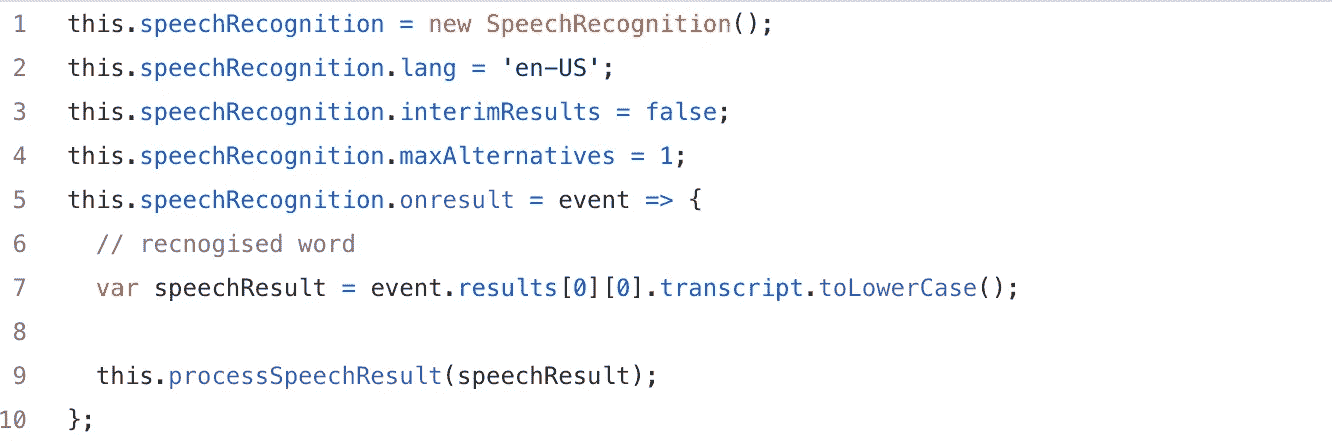 1 this.speechRecognition = new SpeechRecognition();
2 this.speechRecognition.lang = 'en-US';
3 this.speechRecognition.interimResults = false;
4 this.speechRecognition.maxAlternatives = 1;
5 this.speechRecognition.onresult = event => {
6   // recnogised word
7   var speechResult = event.results[0][0].transcript.toLowerCase();
8
9   this.processSpeechResult(speechResult);
10 };